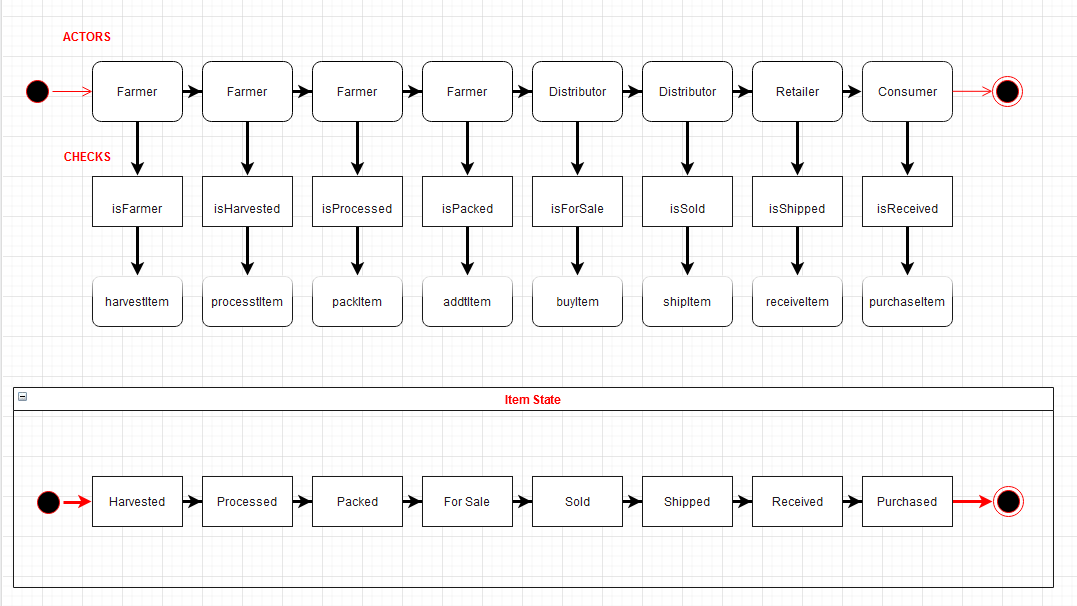 ACTORS
Farmer Farmer Farmer Farmer Distributor Distributor Retailer Consumer
CHECKS
isFarmer isHarvested isProcessed isPacked isForSale isSold isShipped isReceived
harvestItem processtItem packItem addtItem buyItem shipItem receiveItem purchaseItem
Item State
Harvested Processed Packed For Sale Sold Shipped Received Purchased